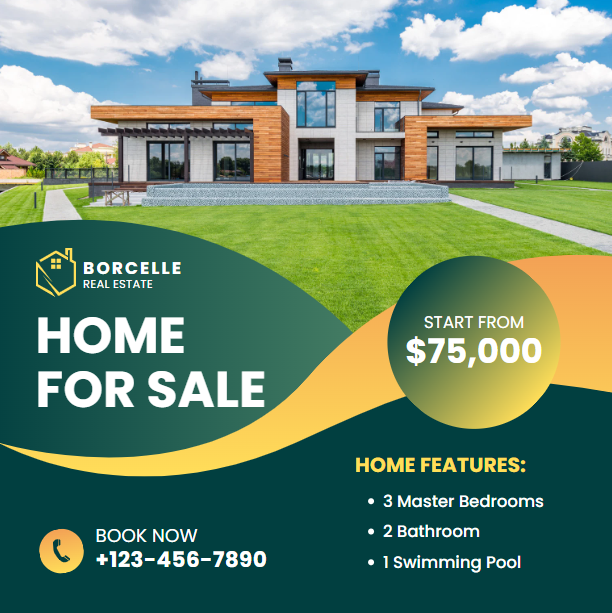 BORCELLE
REAL ESTATE
HOME
FOR SALE
START FROM
$75,000
HOME FEATURES:
• 3 Master Bedrooms
• 2 Bathroom
• 1 Swimming Pool
BOOK NOW
+123-456-7890